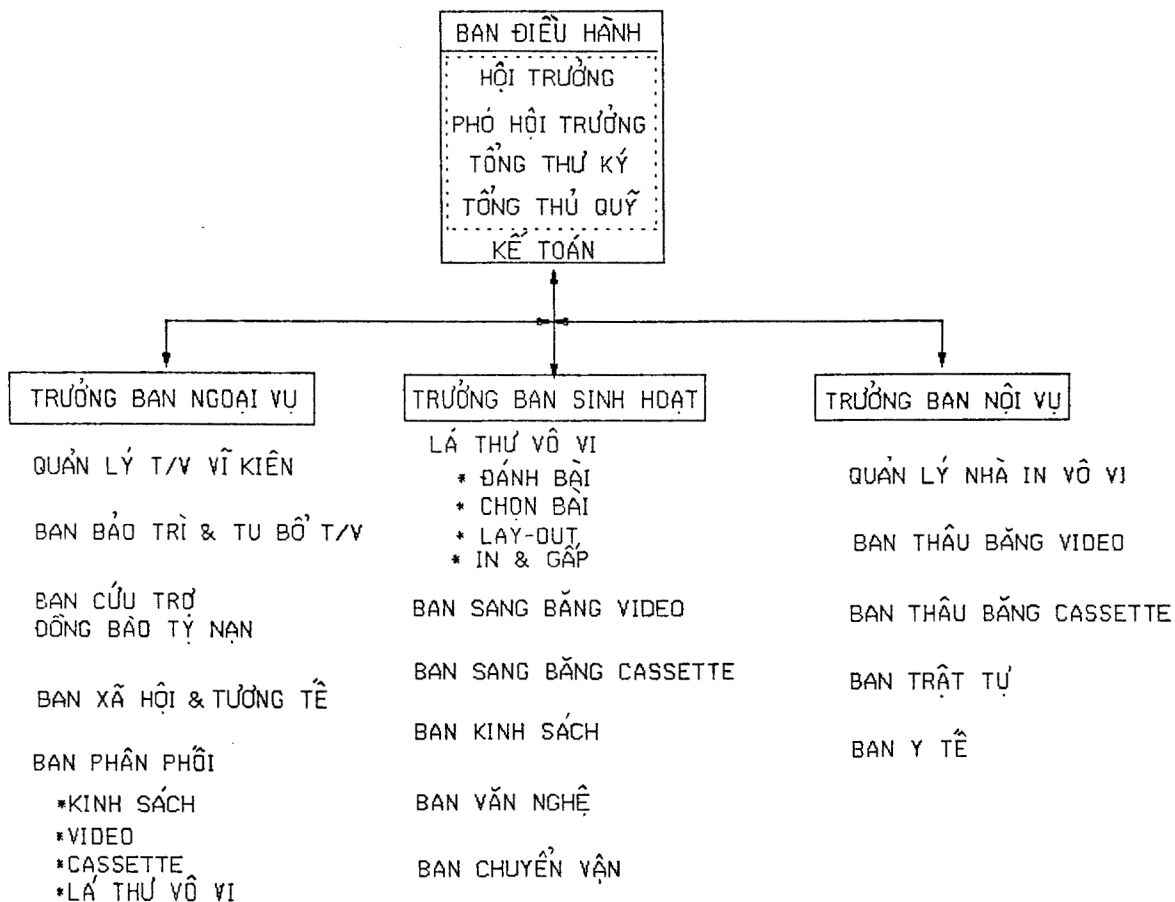 BAN ĐIỀU HÀNH
HỘI TRƯỞNG
PHÓ HỘI TRƯỞNG
TỔNG THƯ KÝ
TỔNG THỦ QUỸ
KẾ TOÁN
TRƯỞNG BAN NGOẠI VỤ
QUẢN LÝ T/V VĨ KIÊN
BAN BẢO TRÌ & TU BỔ T/V
BAN CỨU TRỢ
ĐỒNG BÀO TỴ NẠN
BAN XÃ HỘI & TƯƠNG TẾ
BAN PHÂN PHỐI
*KINH SÁCH
*VIDEO
*CASSETTE
*LÁ THƯ VÔ VI
TRƯỞNG BAN SINH HOẠT
LÁ THƯ VÔ VI
* ĐÁNH BÀI
* CHỌN BÀI
* LAY-OUT
* IN & GẤP
BAN SANG BĂNG VIDEO
BAN SANG BĂNG CASSETTE
BAN KINH SÁCH
BAN VĂN NGHỆ
BAN CHUYỂN VẬN
TRƯỞNG BAN NỘI VỤ
QUẢN LÝ NHÀ IN VÔ VI
BAN THÂU BĂNG VIDEO
BAN THÂU BĂNG CASSETTE
BAN TRẬT TỰ
BAN Y TẾ